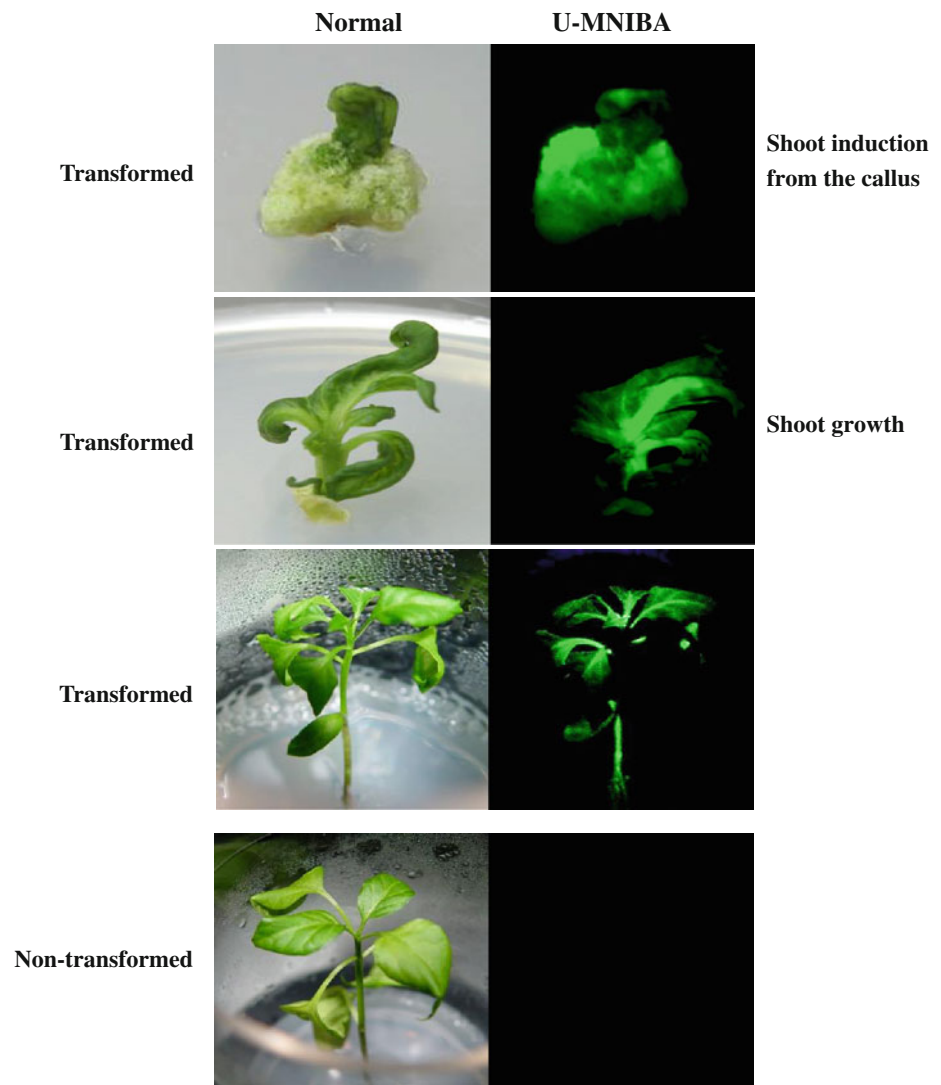 Normal U-MNIBA
Transformed
Shoot induction
from the callus
Transformed
Shoot growth
Transformed
Non-transformed